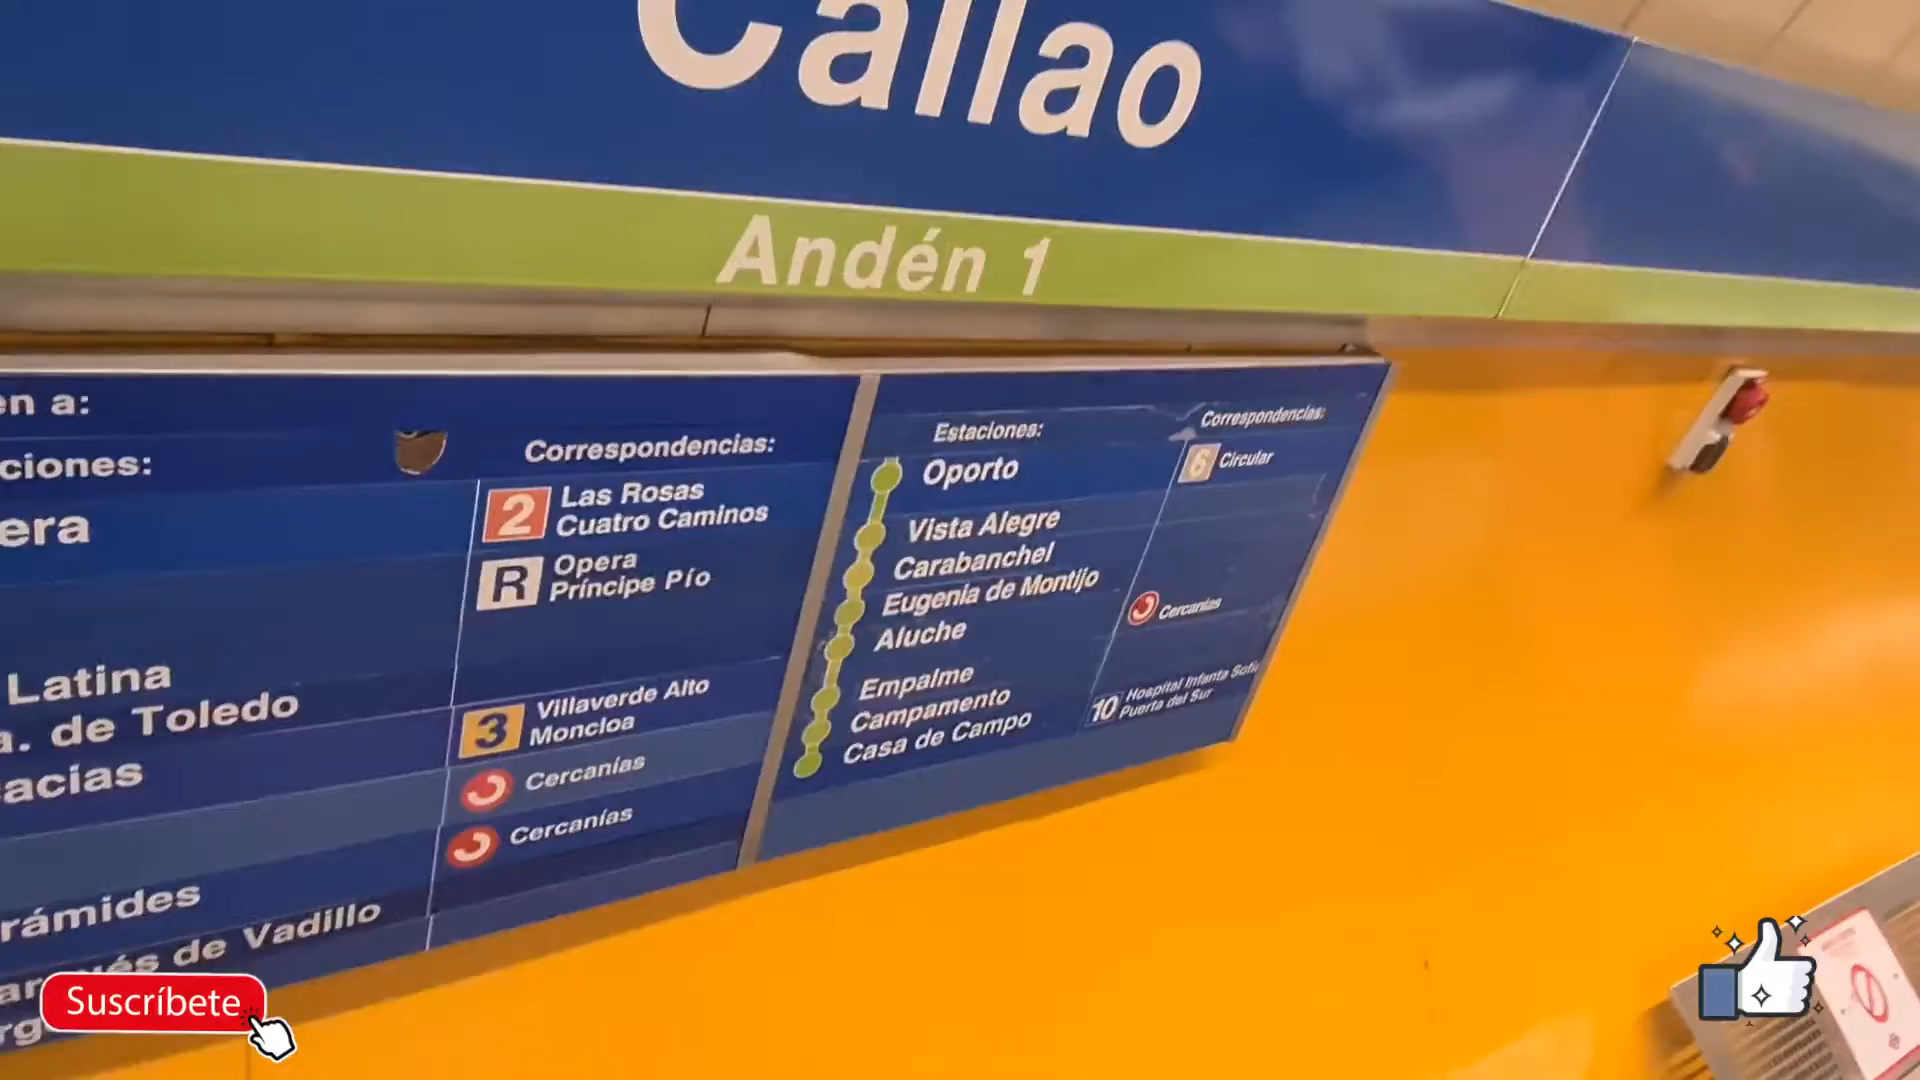 Callao
Andén 1
en a:
ciones:
Correspondencias:
era
2 Las Rosas
Cuatro Caminos
R Opera
Príncipe Pío
Latina
a. de Toledo
3 Villaverde Alto
Moncloa
acias
Cercanías
Cercanías
rámides
arqués de Vadillo
Estaciones:
Correspondencias:
Oporto
6 Circular
Vista Alegre
Carabanchel
Eugenia de Montijo
Aluche
Cercanías
Empalme
Campamento
Casa de Campo
10 Hospital Infanta Sofí
Puerta del Sur
Suscríbete